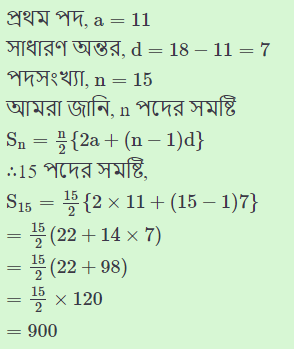 প্রথম পদ, a = 11
সাধারণ অন্তর, d = 18 − 11 = 7
পদসংখ্যা, n = 15
আমরা জানি, n পদের সমষ্টি
Sₙ = n/2 {2a + (n − 1)d}
∴15 পদের সমষ্টি,
S₁₅ = 15/2 {2 × 11 + (15 − 1)7}
= 15/2 (22 + 14 × 7)
= 15/2 (22 + 98)
= 15/2 × 120
= 900